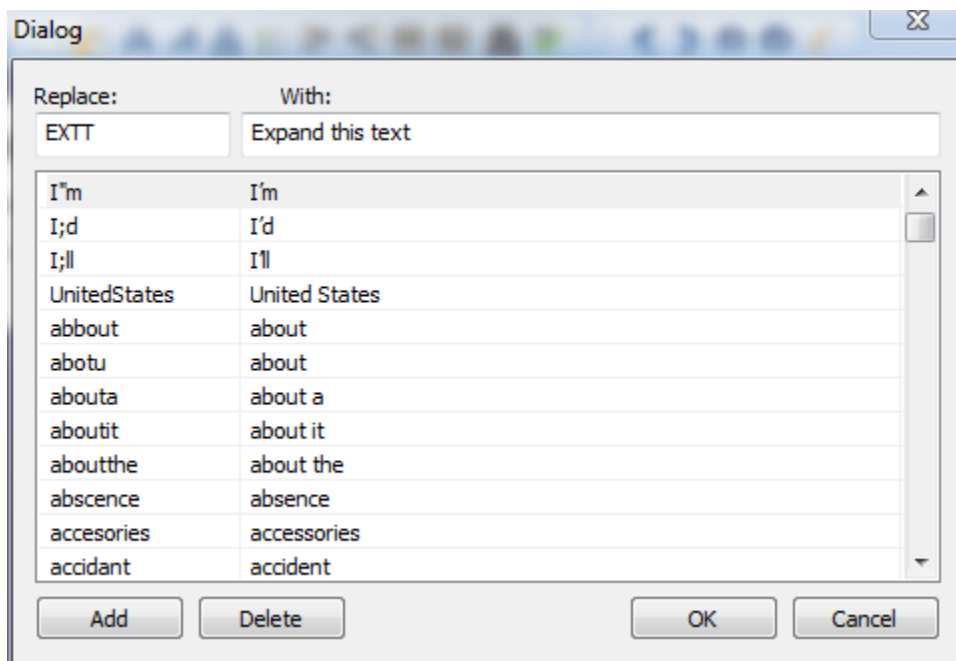 Dialog
Replace: With:
EXTT Expand this text
I"m I'm
I;d I'd
I;ll I'll
UnitedStates United States
abbout about
abotu about
abouta about a
aboutit about it
aboutthe about the
abscence absence
accesories accessories
accidant accident
Add Delete OK Cancel